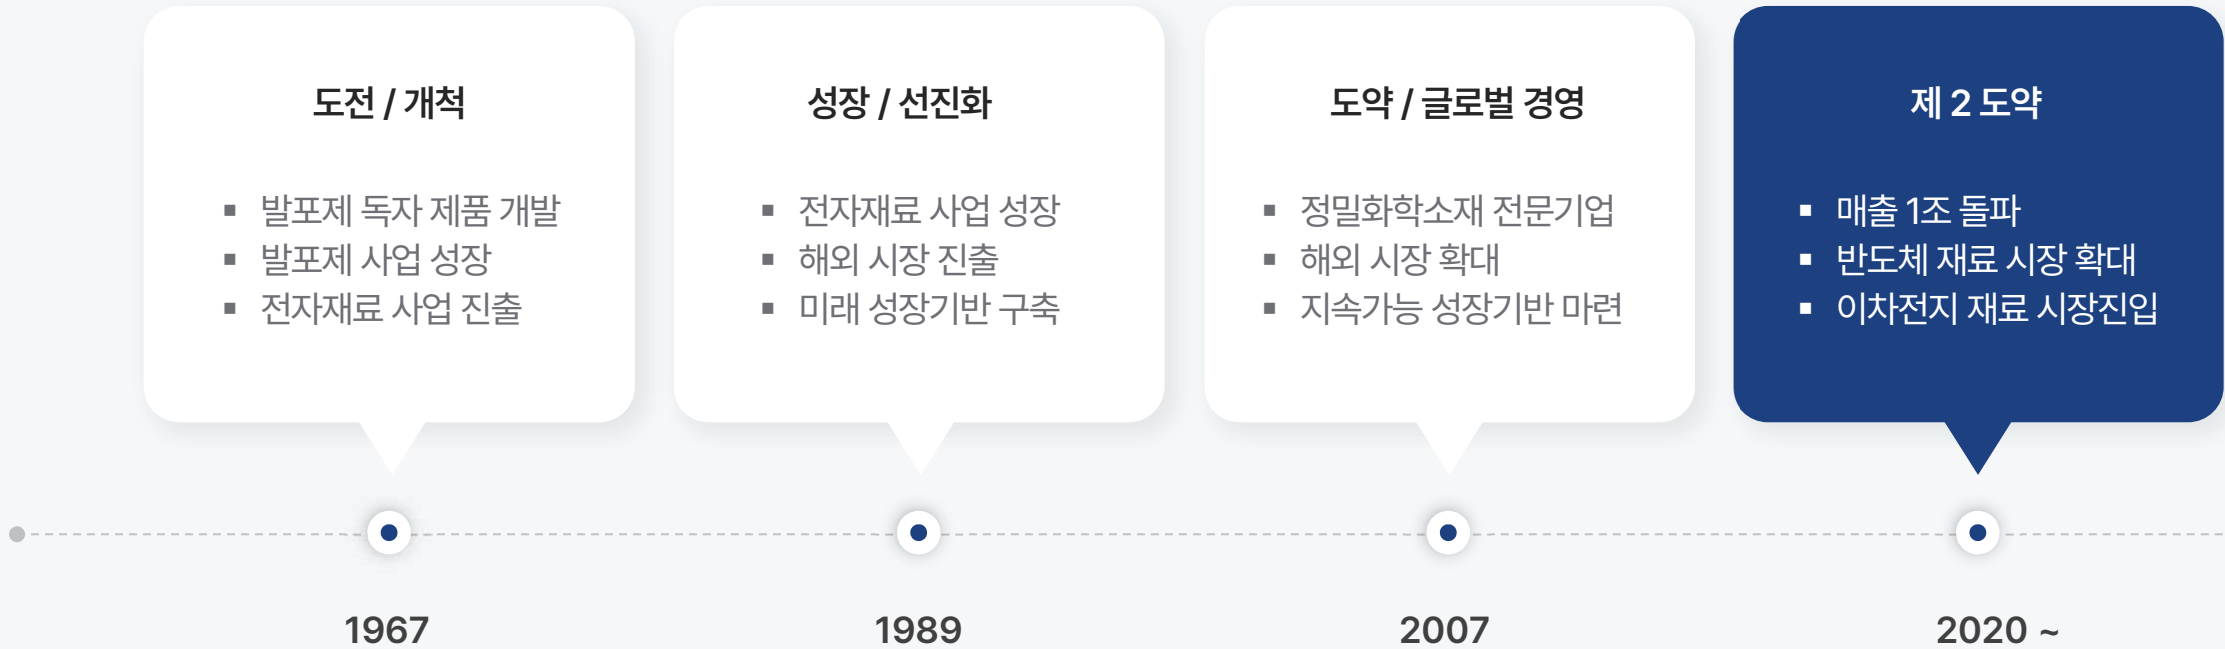 도전 / 개척
▪ 발포제 독자 제품 개발
▪ 발포제 사업 성장
▪ 전자재료 사업 진출
1967
성장 / 선진화
▪ 전자재료 사업 성장
▪ 해외 시장 진출
▪ 미래 성장기반 구축
1989
도약 / 글로벌 경영
▪ 정밀화학소재 전문기업
▪ 해외 시장 확대
▪ 지속가능 성장기반 마련
2007
제 2 도약
▪ 매출 1조 돌파
▪ 반도체 재료 시장 확대
▪ 이차전지 재료 시장진입
2020 ~